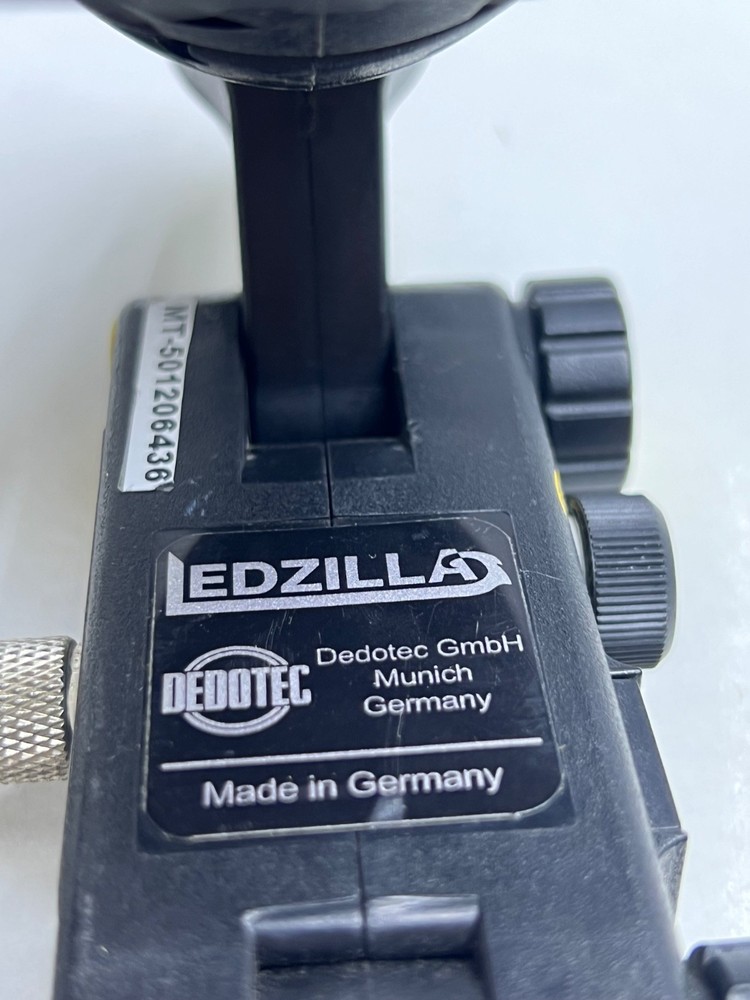 MT-501206436
LEDZILLA
DEDOTEC
Dedotec GmbH
Munich
Germany
Made in Germany